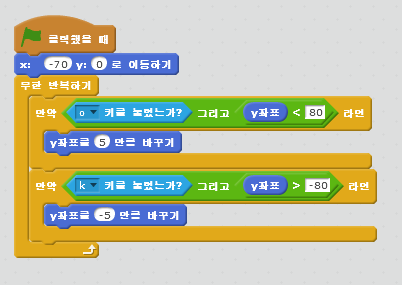 클릭했을 때
x: -70 y: 0 로 이동하기
무한 반복하기
만약 o 키를 눌렀는가? 그리고 y좌표 < 80 라면
y좌표를 5 만큼 바꾸기
만약 k 키를 눌렀는가? 그리고 y좌표 > -80 라면
y좌표를 -5 만큼 바꾸기